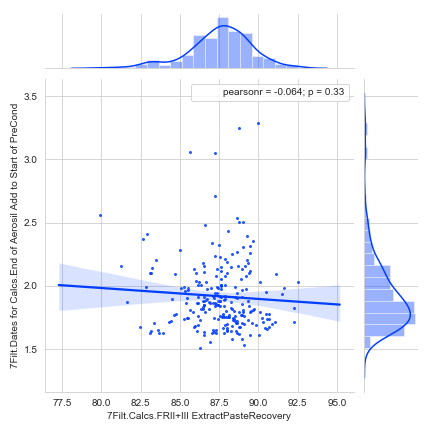 pearsonr = -0.064; p = 0.33
3.5
3.0
2.5
2.0
1.5
7Filt.Dates for Calcs.End of Aerosil Add to Start of PreCond
77.5 80.0 82.5 85.0 87.5 90.0 92.5 95.0
7Filt.Calcs.FRII+III ExtractPasteRecovery